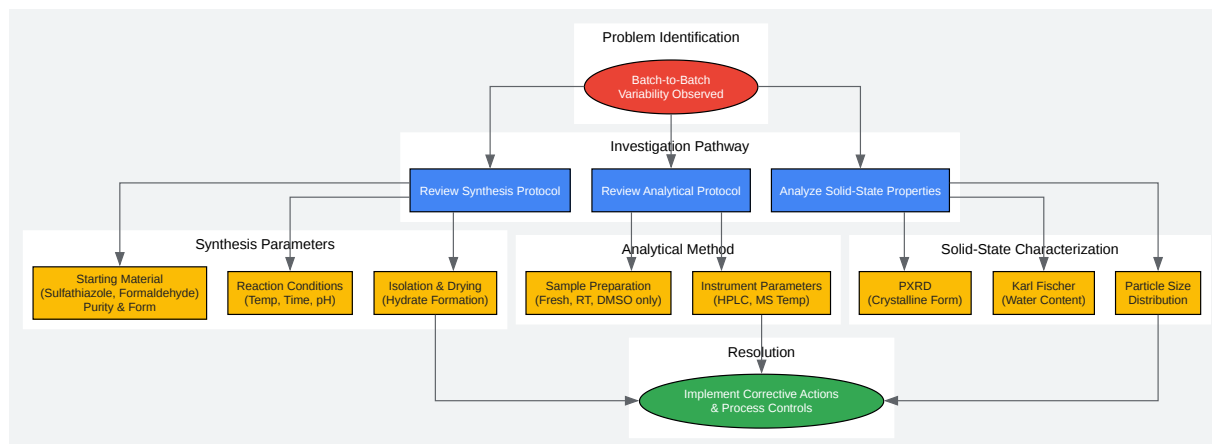 Problem Identification
Batch-to-Batch
Variability Observed
Investigation Pathway
Review Synthesis Protocol
Review Analytical Protocol
Analyze Solid-State Properties
Synthesis Parameters
Starting Material
(Sulfathiazole, Formaldehyde)
Purity & Form
Reaction Conditions
(Temp, Time, pH)
Isolation & Drying
(Hydrate Formation)
Analytical Method
Sample Preparation
(Fresh, RT, DMSO only)
Instrument Parameters
(HPLC, MS Temp)
Solid-State Characterization
PXRD
(Crystalline Form)
Karl Fischer
(Water Content)
Particle Size
Distribution
Resolution
Implement Corrective Actions
& Process Controls